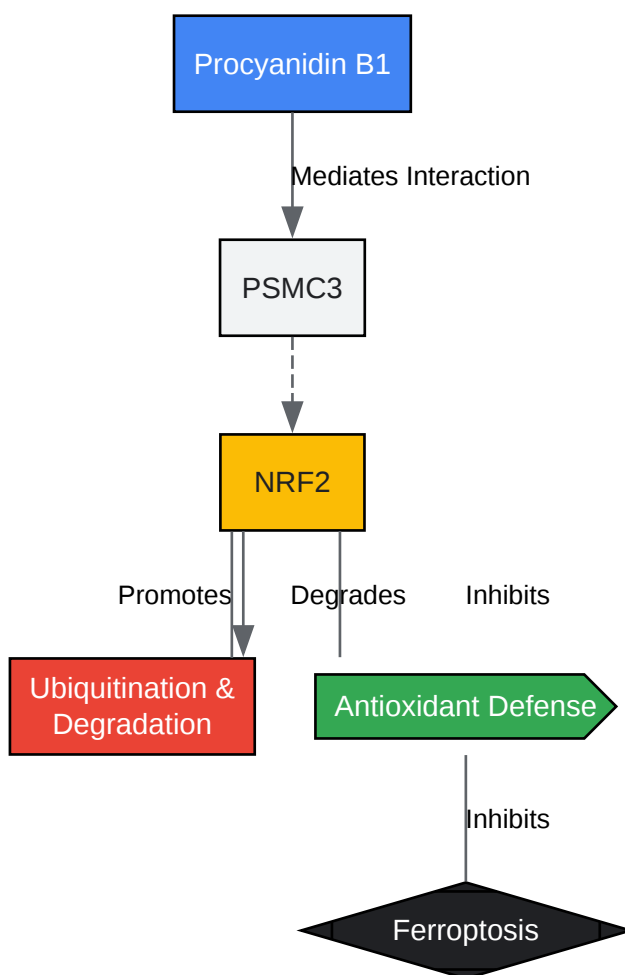 Procyanidin B1
Mediates Interaction
PSMC3
NRF2
Promotes
Degrades
Inhibits
Ubiquitination &
Degradation
Antioxidant Defense
Inhibits
Ferroptosis